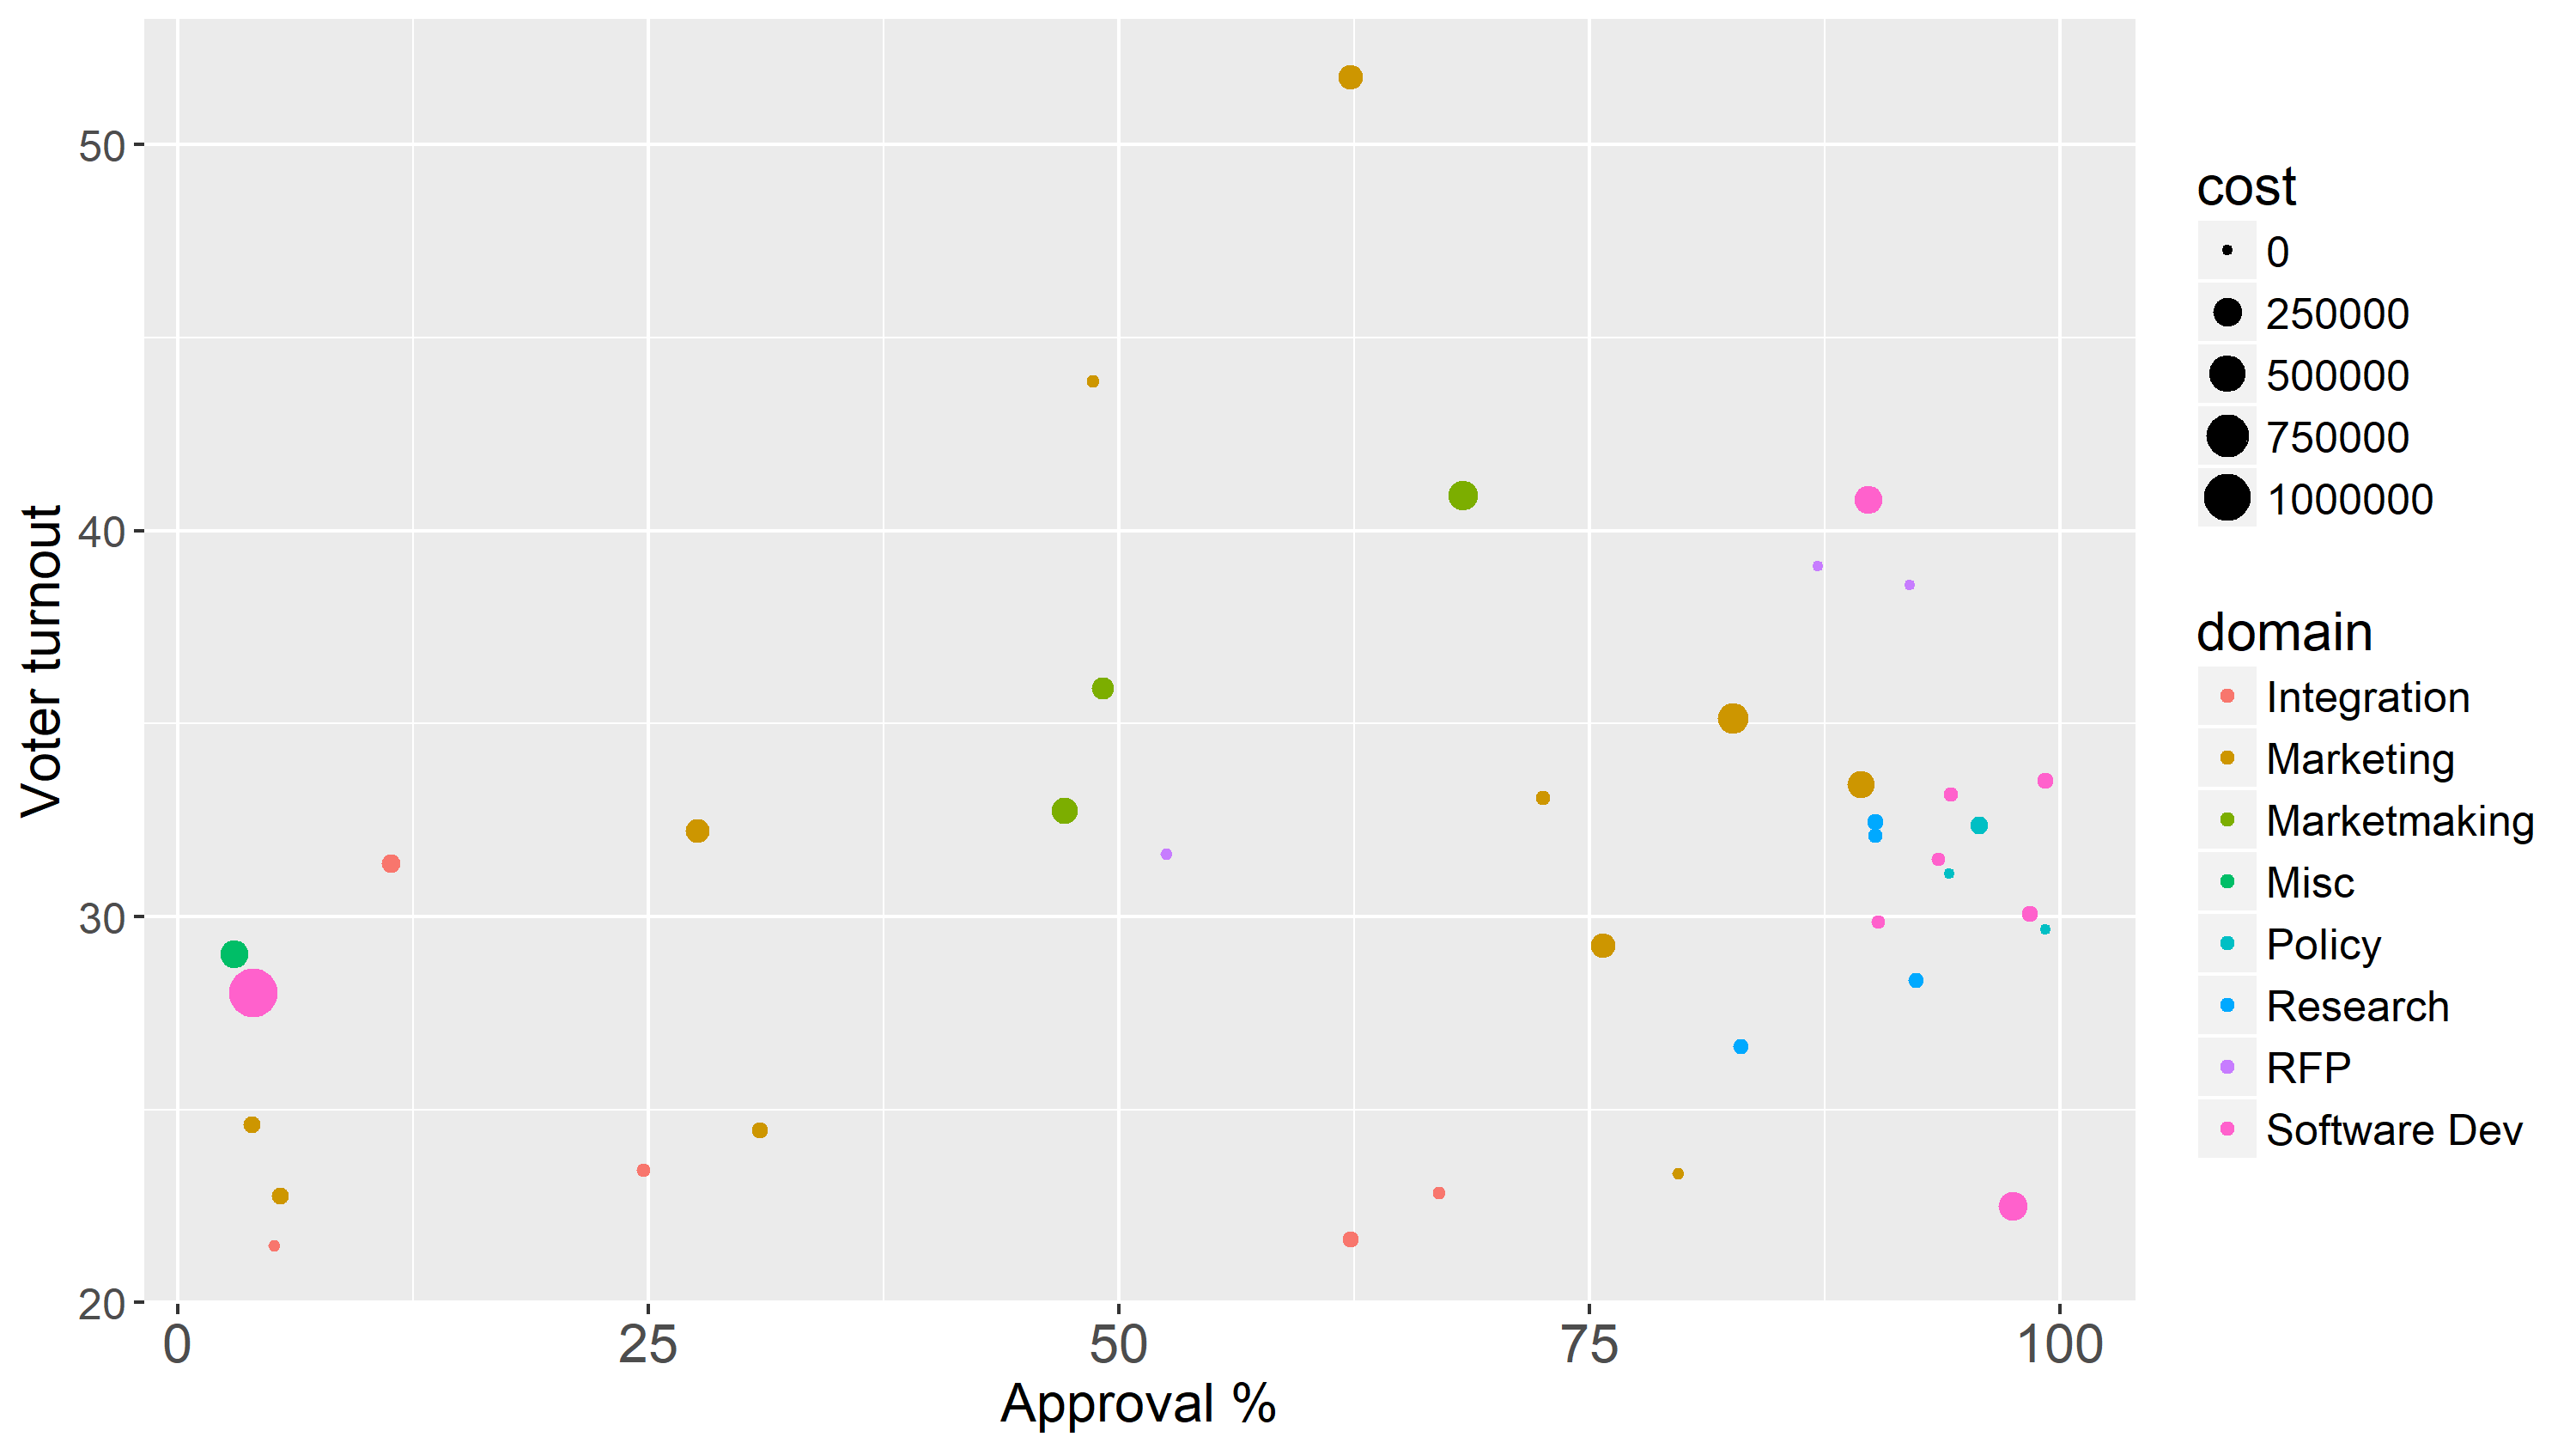 50
40
30
20
Voter turnout
0 25 50 75 100
Approval %
cost
0
250000
500000
750000
1000000
domain
Integration
Marketing
Marketmaking
Misc
Policy
Research
RFP
Software Dev